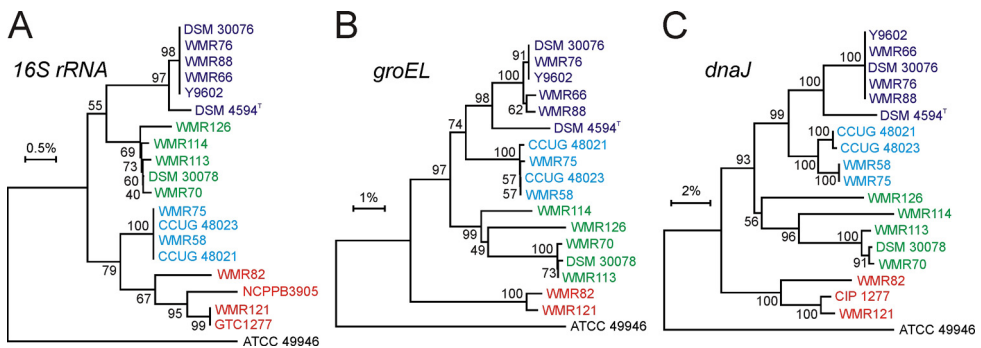 A
16S rRNA
0.5%
98
97
55
69
73
60
40
100
79
67
95
99
DSM 30076
WMR76
WMR88
WMR66
Y9602
DSM 4594T
WMR126
WMR114
WMR113
DSM 30078
WMR70
WMR75
CCUG 48023
WMR58
CCUG 48021
WMR82
NCPPB3905
WMR121
GTC1277
ATCC 49946
B
groEL
1%
91
100
62
98
74
100
57
57
97
99
49
100
73
100
DSM 30076
WMR76
Y9602
WMR66
WMR88
DSM 4594T
CCUG 48021
WMR75
CCUG 48023
WMR58
WMR114
WMR126
WMR70
DSM 30078
WMR113
WMR82
WMR121
ATCC 49946
C
dnaJ
2%
100
100
99
100
100
100
93
56
96
100
91
100
100
Y9602
WMR66
DSM 30076
WMR76
WMR88
DSM 4594T
CCUG 48021
CCUG 48023
WMR58
WMR75
WMR126
WMR114
WMR113
DSM 30078
WMR70
WMR82
CIP 1277
WMR121
ATCC 49946